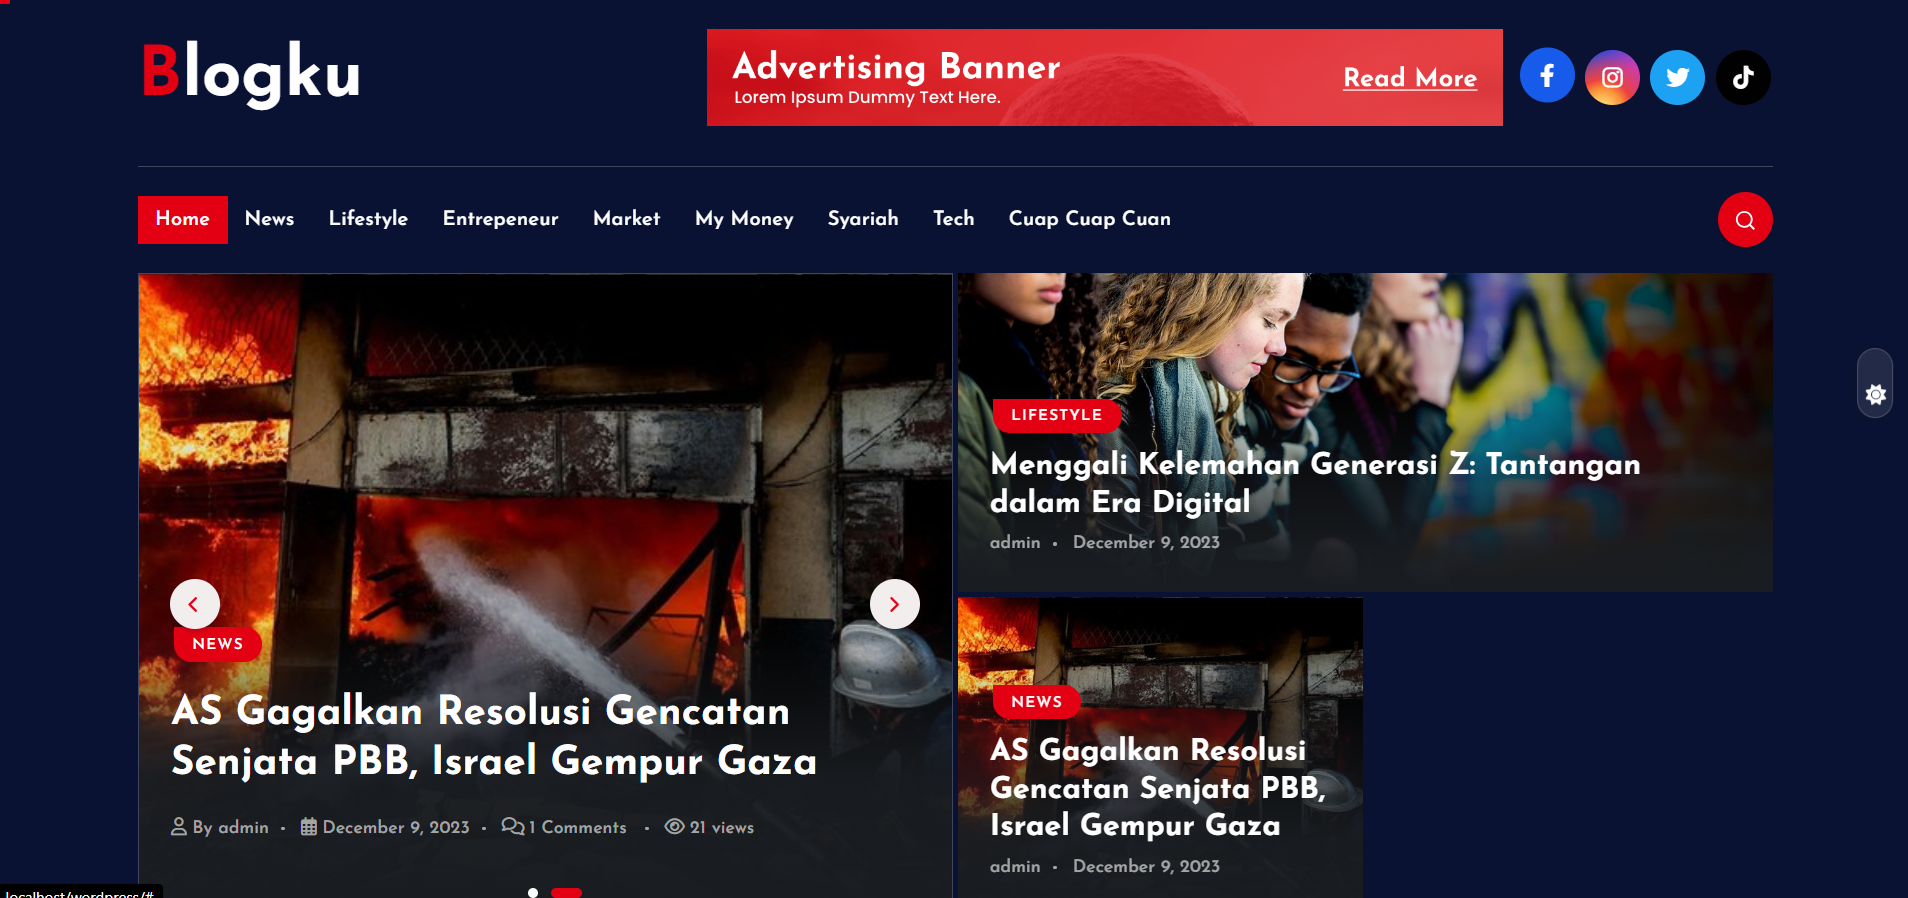 Blogku
Advertising Banner
Lorem Ipsum Dummy Text Here.
Read More
Home News Lifestyle Entrepeneur Market My Money Syariah Tech Cuap Cuap Cuan
NEWS
AS Gagalkan Resolusi Gencatan
Senjata PBB, Israel Gempur Gaza
By admin • December 9, 2023 • 1 Comments • 21 views
LIFESTYLE
Menggali Kelemahan Generasi Z: Tantangan
dalam Era Digital
admin • December 9, 2023
NEWS
AS Gagalkan Resolusi
Gencatan Senjata PBB,
Israel Gempur Gaza
admin • December 9, 2023
localhost/wordpress/#